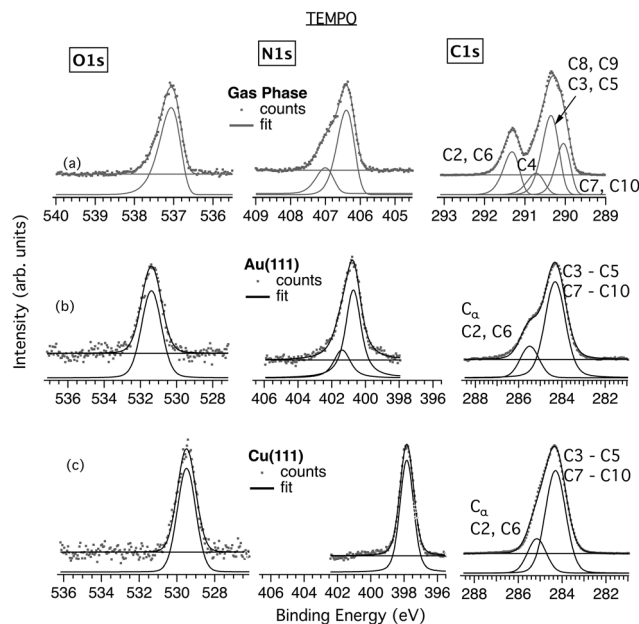 TEMPO
O1s
N1s
C1s
C8, C9
C3, C5
Gas Phase
counts
fit
(a)
C2, C6
C4
C7, C10
540 539 538 537 536
409 408 407 406 405
293 292 291 290 289
Intensity (arb. units)
(b)
Au(111)
counts
fit
C3 - C5
C7 - C10
Cα
C2, C6
536 534 532 530 528
406 404 402 400 398 396
288 286 284 282
(c)
Cu(111)
counts
fit
C3 - C5
C7 - C10
Cα
C2, C6
536 534 532 530 528
406 404 402 400 398 396
288 286 284 282
Binding Energy (eV)